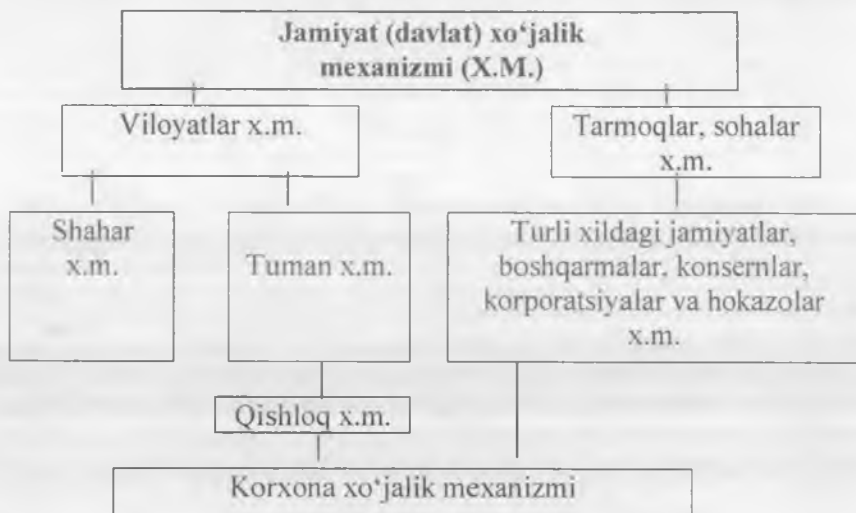 Jamiyat (davlat) xo‘jalik
mexanizmi (X.M.)
Viloyatlar x.m.
Tarmoqlar, sohalar
x.m.
Shahar
x.m.
Tuman x.m.
Turli xildagi jamiyatlar,
boshqarmalar, konsernlar,
korporatsiyalar va hokazolar
x.m.
Qishloq x.m.
Korxona xo‘jalik mexanizmi